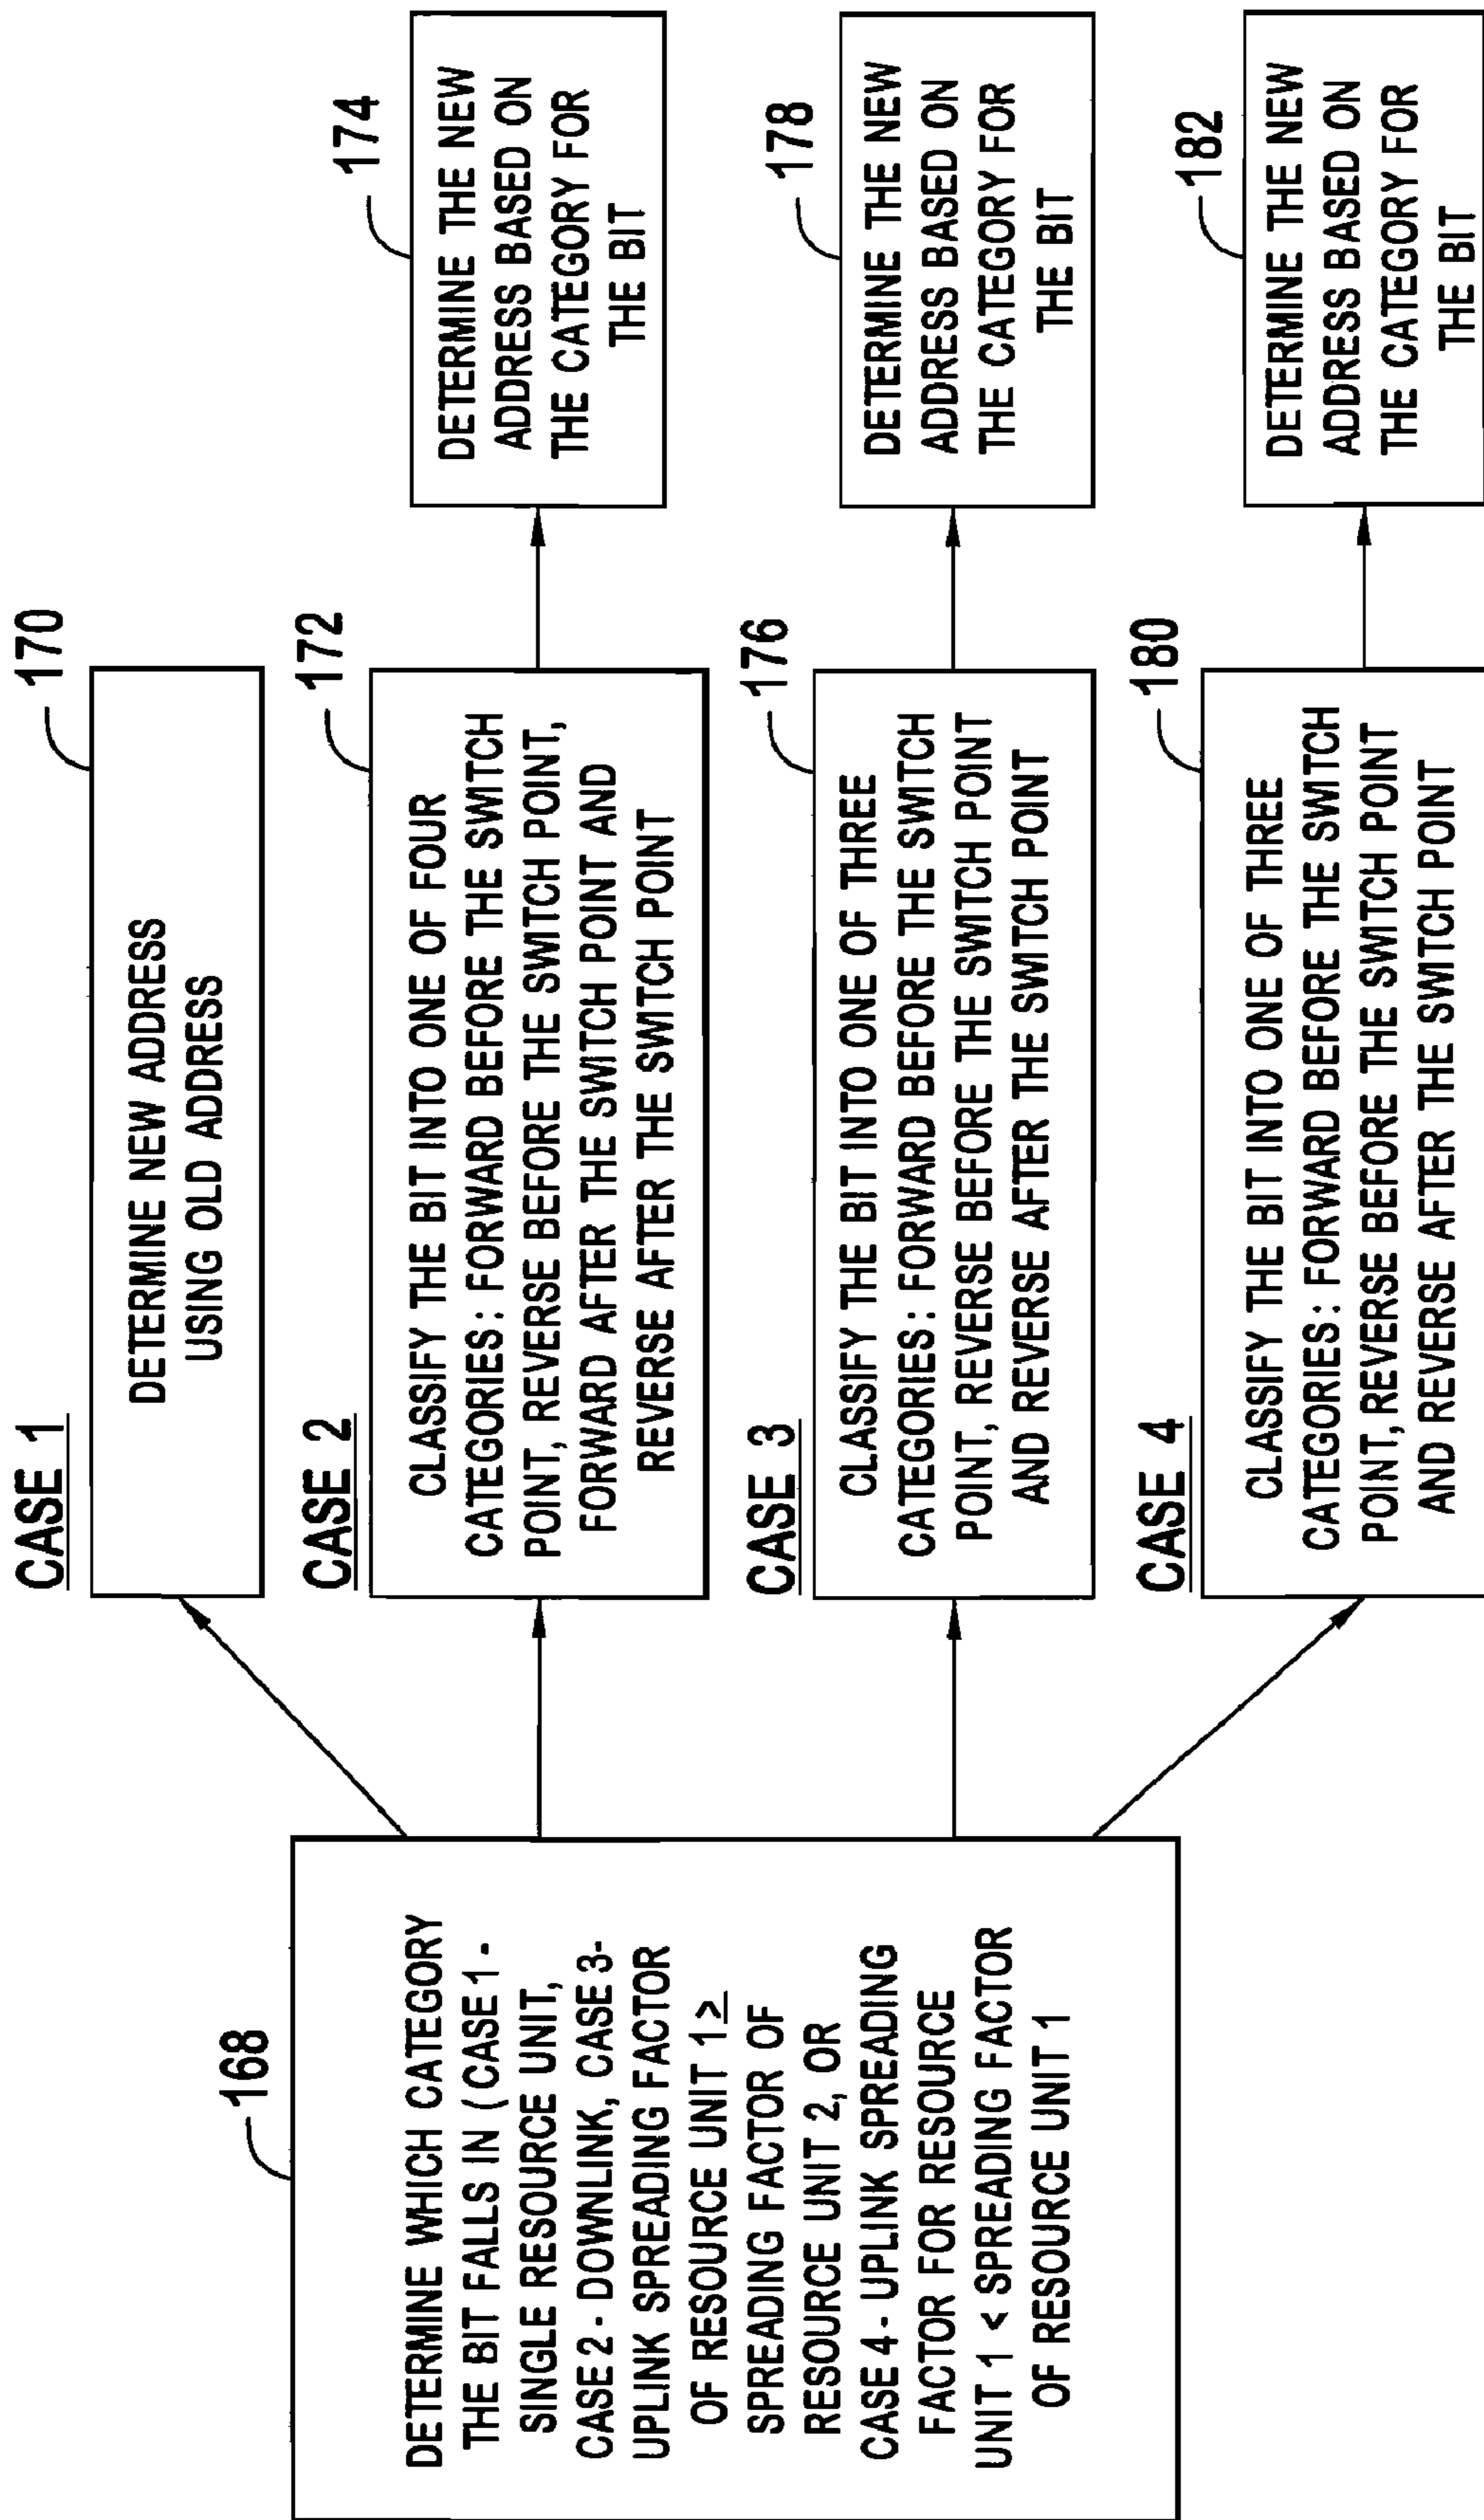 168
DETERMINE WHICH CATEGORY
THE BIT FALLS IN (CASE 1 -
SINGLE RESOURCE UNIT,
CASE 2 - DOWNLINK, CASE 3-
UPLINK SPREADING FACTOR
OF RESOURCE UNIT 1 ≥
SPREADING FACTOR OF
RESOURCE UNIT 2, OR
CASE 4 - UPLINK SPREADING
FACTOR FOR RESOURCE
UNIT 1 < SPREADING FACTOR
OF RESOURCE UNIT 1
CASE 1
170
DETERMINE NEW ADDRESS
USING OLD ADDRESS
CASE 2
172
CLASSIFY THE BIT INTO ONE OF FOUR
CATEGORIES: FORWARD BEFORE THE SWITCH
POINT, REVERSE BEFORE THE SWITCH POINT,
FORWARD AFTER THE SWITCH POINT AND
REVERSE AFTER THE SWITCH POINT
174
DETERMINE THE NEW
ADDRESS BASED ON
THE CATEGORY FOR
THE BIT
CASE 3
176
CLASSIFY THE BIT INTO ONE OF THREE
CATEGORIES: FORWARD BEFORE THE SWITCH
POINT, REVERSE BEFORE THE SWITCH POINT
AND REVERSE AFTER THE SWITCH POINT
178
DETERMINE THE NEW
ADDRESS BASED ON
THE CATEGORY FOR
THE BIT
CASE 4
180
CLASSIFY THE BIT INTO ONE OF THREE
CATEGORIES: FORWARD BEFORE THE SWITCH
POINT, REVERSE BEFORE THE SWITCH POINT
AND REVERSE AFTER THE SWITCH POINT
182
DETERMINE THE NEW
ADDRESS BASED ON
THE CATEGORY FOR
THE BIT